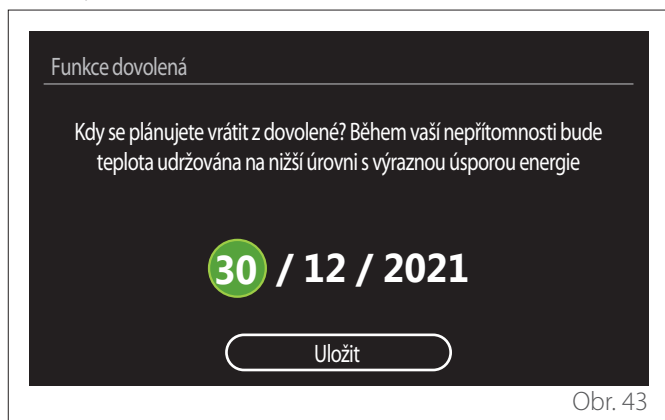 Funkce dovolená
Kdy se plánujete vrátit z dovolené? Během vaší nepřítomnosti bude
teplota udržována na nižší úrovni s výraznou úsporou energie
30 / 12 / 2021
Uložit
Obr. 43